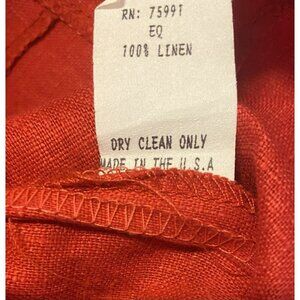 RN: 75991
EQ
100% LINEN
DRY CLEAN ONLY
MADE IN THE U.S.A